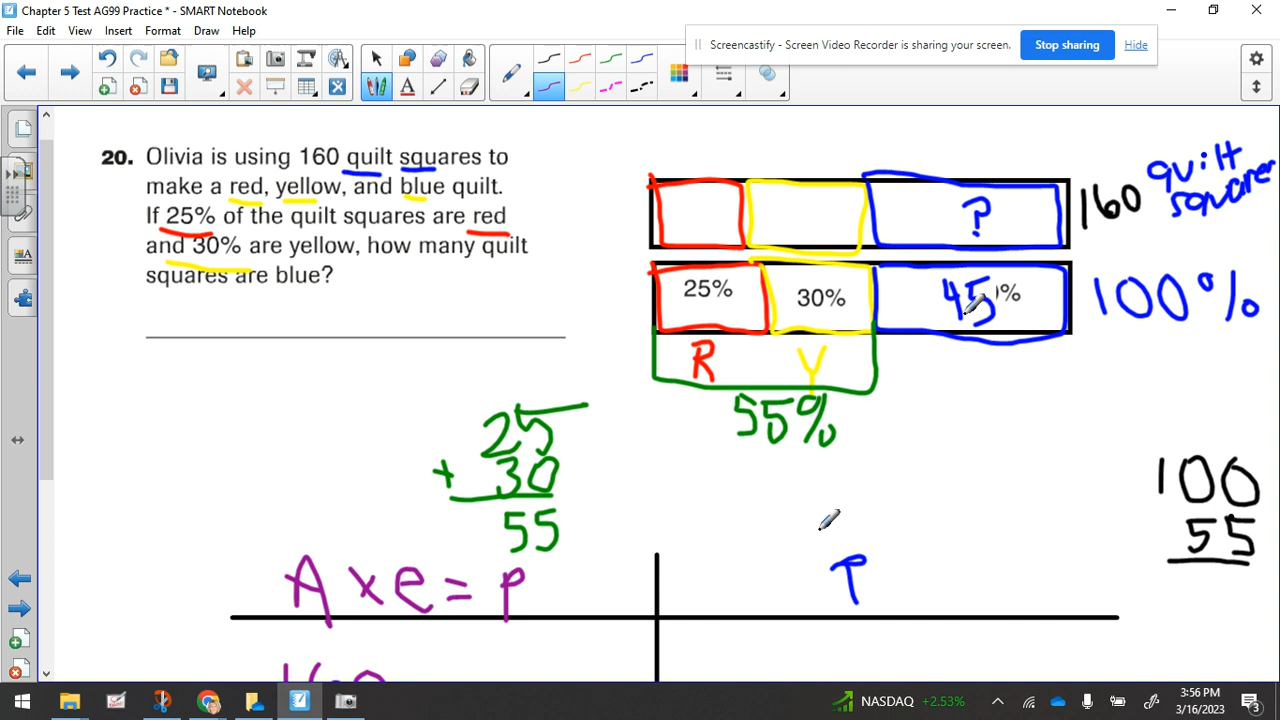 Chapter 5 Test AG99 Practice * - SMART Notebook
File Edit View Insert Format Draw Help
Screencastify - Screen Video Recorder is sharing your screen. Stop sharing Hide
20. Olivia is using 160 quilt squares to
make a red, yellow, and blue quilt.
If 25% of the quilt squares are red
and 30% are yellow, how many quilt
squares are blue?
?
160
quilt
squares
25%
30%
45
%
100%
R
Y
55%
25
+ 30
55
100
55
A x e = P
T
160
NASDAQ +2.53%
3:56 PM
3/16/2023
3